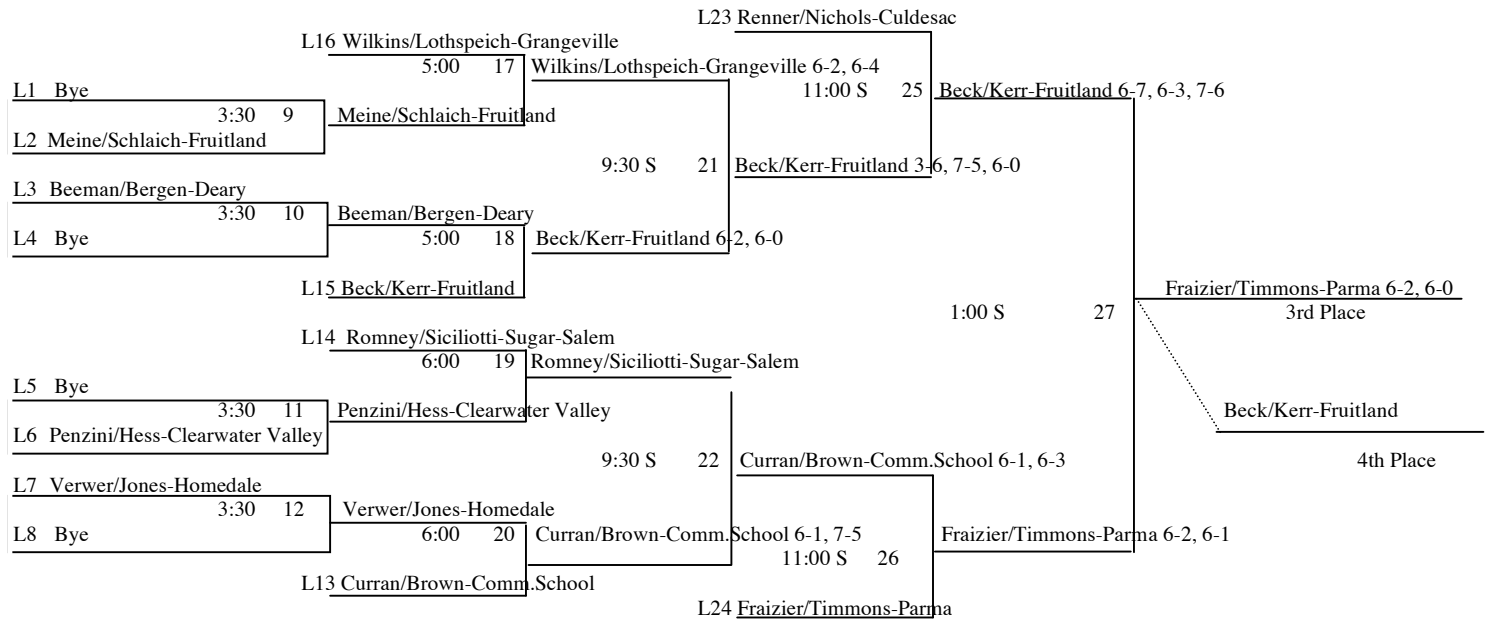 L23 Renner/Nichols-Culdesac
L16 Wilkins/Lothspeich-Grangeville
5:00 17 Wilkins/Lothspeich-Grangeville 6-2, 6-4
L1 Bye
11:00 S 25 Beck/Kerr-Fruitland 6-7, 6-3, 7-6
3:30 9 Meine/Schlaich-Fruitland
L2 Meine/Schlaich-Fruitland
9:30 S 21 Beck/Kerr-Fruitland 3-6, 7-5, 6-0
L3 Beeman/Bergen-Deary
3:30 10 Beeman/Bergen-Deary
L4 Bye
5:00 18 Beck/Kerr-Fruitland 6-2, 6-0
L15 Beck/Kerr-Fruitland
Fraizier/Timmons-Parma 6-2, 6-0
1:00 S 27
3rd Place
L14 Romney/Siciliotti-Sugar-Salem
6:00 19 Romney/Siciliotti-Sugar-Salem
L5 Bye
3:30 11 Penzini/Hess-Clearwater Valley
Beck/Kerr-Fruitland
L6 Penzini/Hess-Clearwater Valley
9:30 S 22 Curran/Brown-Comm.School 6-1, 6-3
4th Place
L7 Verwer/Jones-Homedale
3:30 12 Verwer/Jones-Homedale
L8 Bye
6:00 20 Curran/Brown-Comm.School 6-1, 7-5
Fraizier/Timmons-Parma 6-2, 6-1
11:00 S 26
L13 Curran/Brown-Comm.School
L24 Fraizier/Timmons-Parma